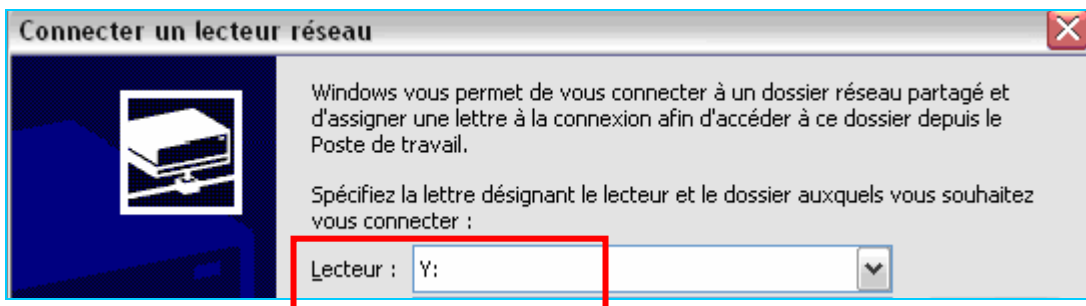 Connecter un lecteur réseau
Windows vous permet de vous connecter à un dossier réseau partagé et
d'assigner une lettre à la connexion afin d'accéder à ce dossier depuis le
Poste de travail.
Spécifiez la lettre désignant le lecteur et le dossier auxquels vous souhaitez
vous connecter :
Lecteur : Y: